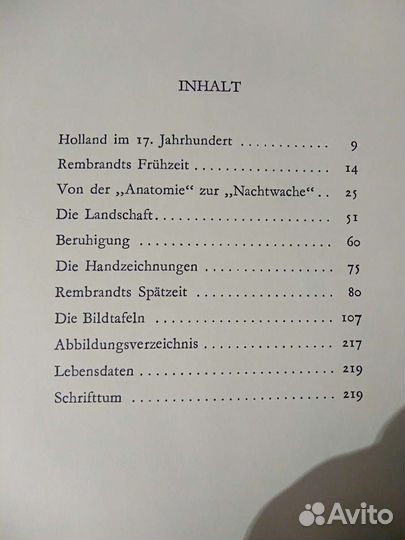 INHALT
Holland im 17. Jahrhundert ............ 9
Rembrandts Frühzeit ................ 14
Von der „Anatomie“ zur „Nachtwache“ .. 25
Die Landschaft..................... 51
Beruhigung ....................... 60
Die Handzeichnungen ............... 75
Rembrandts Spätzeit ................ 80
Die Bildtafeln ..................... 107
Abbildungsverzeichnis ............... 217
Lebensdaten ...................... 219
Schrifttum ....................... 219
Avito